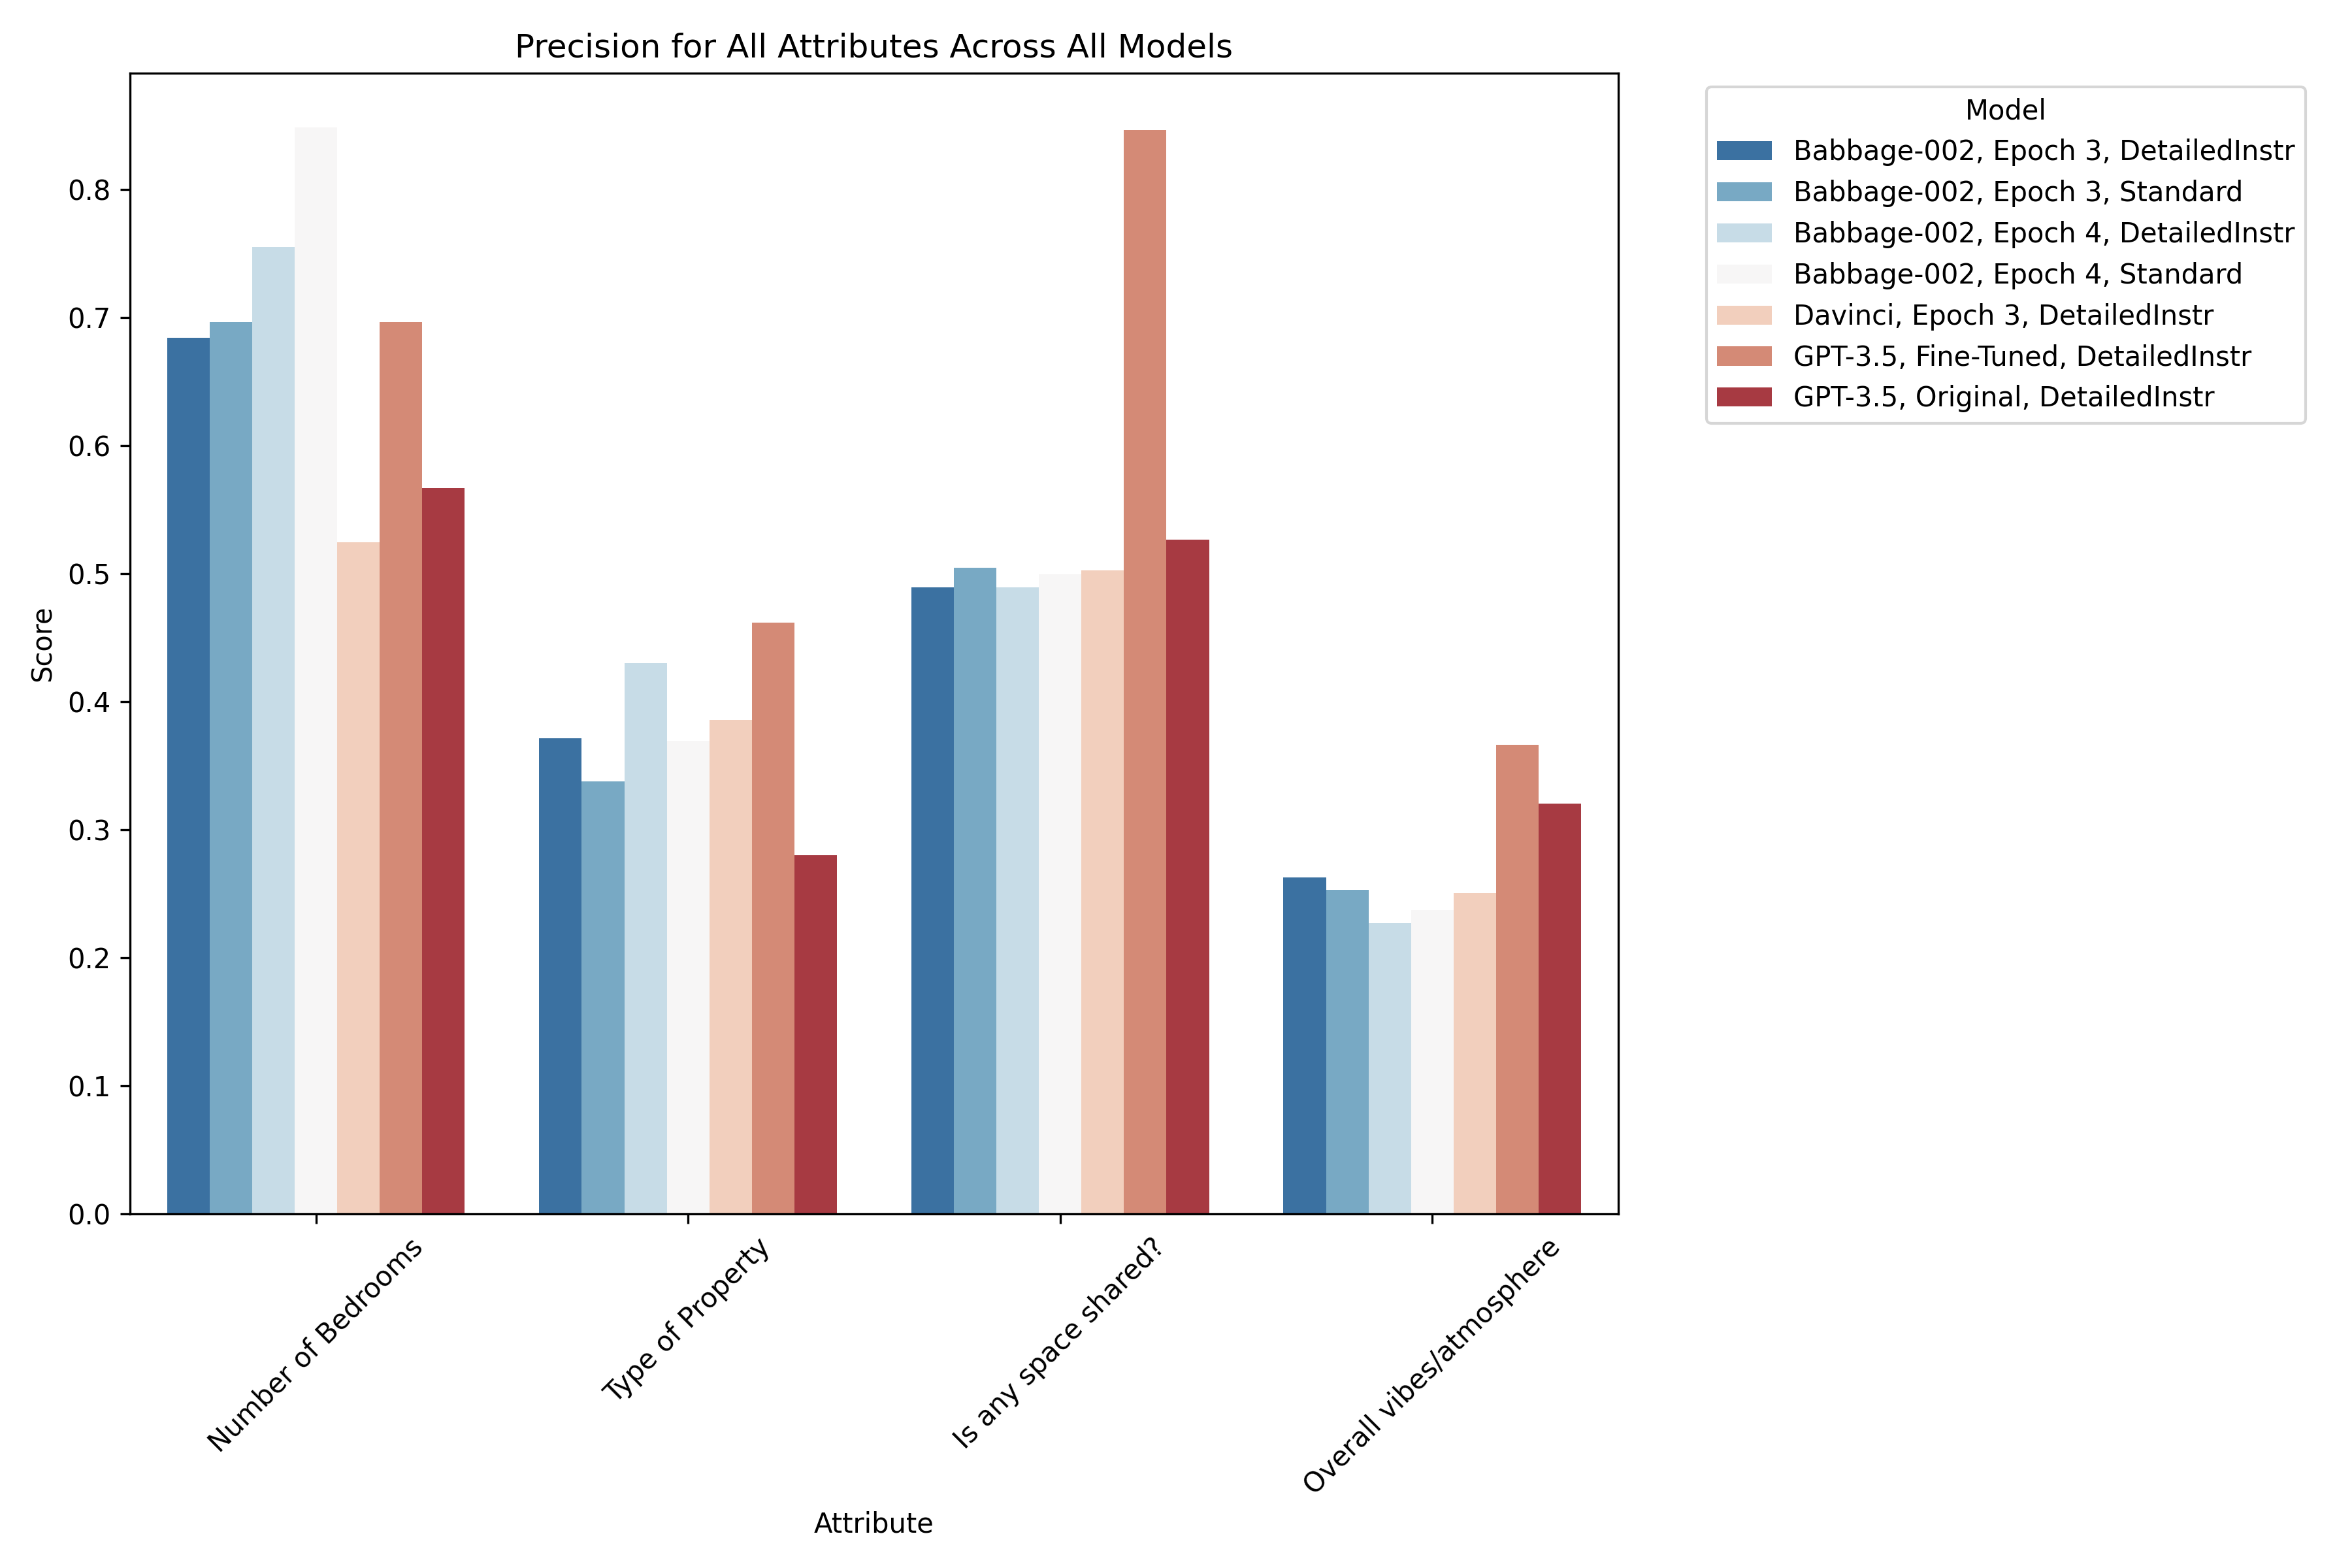 Precision for All Attributes Across All Models
Model
Babbage-002, Epoch 3, DetailedInstr
Babbage-002, Epoch 3, Standard
Babbage-002, Epoch 4, DetailedInstr
Babbage-002, Epoch 4, Standard
Davinci, Epoch 3, DetailedInstr
GPT-3.5, Fine-Tuned, DetailedInstr
GPT-3.5, Original, DetailedInstr
Score
0.8
0.7
0.6
0.5
0.4
0.3
0.2
0.1
0.0
Number of Bedrooms
Type of Property
Is any space shared?
Overall vibes/atmosphere
Attribute